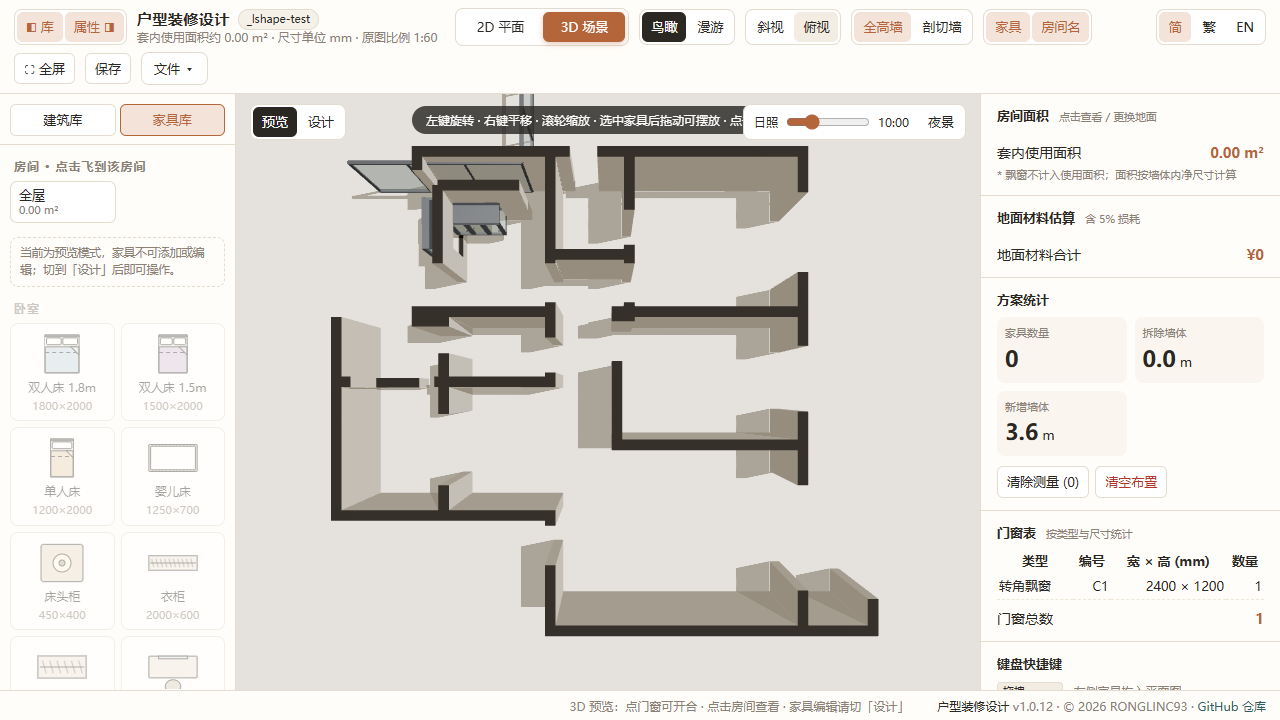 库
属性
户型装修设计
_lshape-test
套内使用面积约 0.00 m² · 尺寸单位 mm · 原图比例 1:60
2D 平面
3D 场景
鸟瞰
漫游
斜视
俯视
全高墙
剖切墙
家具
房间名
简
繁
EN
全屏
保存
文件
建筑库
家具库
房间 · 点击飞到该房间
全屋
0.00 m²
当前为预览模式，家具不可添加或编
辑；切到「设计」后即可操作。
卧室
双人床 1.8m
1800×2000
双人床 1.5m
1500×2000
单人床
1200×2000
婴儿床
1250×700
床头柜
450×400
衣柜
2000×600
预览
设计
左键旋转 · 右键平移 · 滚轮缩放 · 选中家具后拖动可摆放 · 点
日照
10:00
夜景
房间面积
点击查看 / 更换地面
套内使用面积
0.00 m²
* 飘窗不计入使用面积；面积按墙体内净尺寸计算
地面材料估算
含 5% 损耗
地面材料合计
¥0
方案统计
家具数量
0
拆除墙体
0.0 m
新增墙体
3.6 m
清除测量 (0)
清空布置
门窗表
按类型与尺寸统计
类型 编号 宽 × 高 (mm) 数量
转角飘窗 C1 2400 × 1200 1
门窗总数
1
键盘快捷键
3D 预览：点门窗可开合 · 点击房间查看 · 家具编辑请切「设计」
户型装修设计 v1.0.12 · © 2026 RONGLINC93 · GitHub 仓库